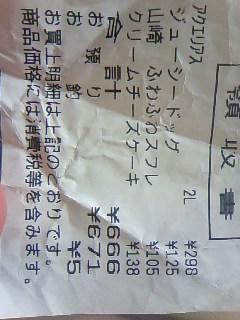 領収書
アクエリアス 2L ¥298
ジューシードッグ ¥125
山崎 ふわふわスフレ ¥105
クリームチーズケーキ ¥138
合計 ¥666
お預り ¥671
お釣 ¥5
お買上明細は上記のとおりです。
商品価格には消費税等を含みます。